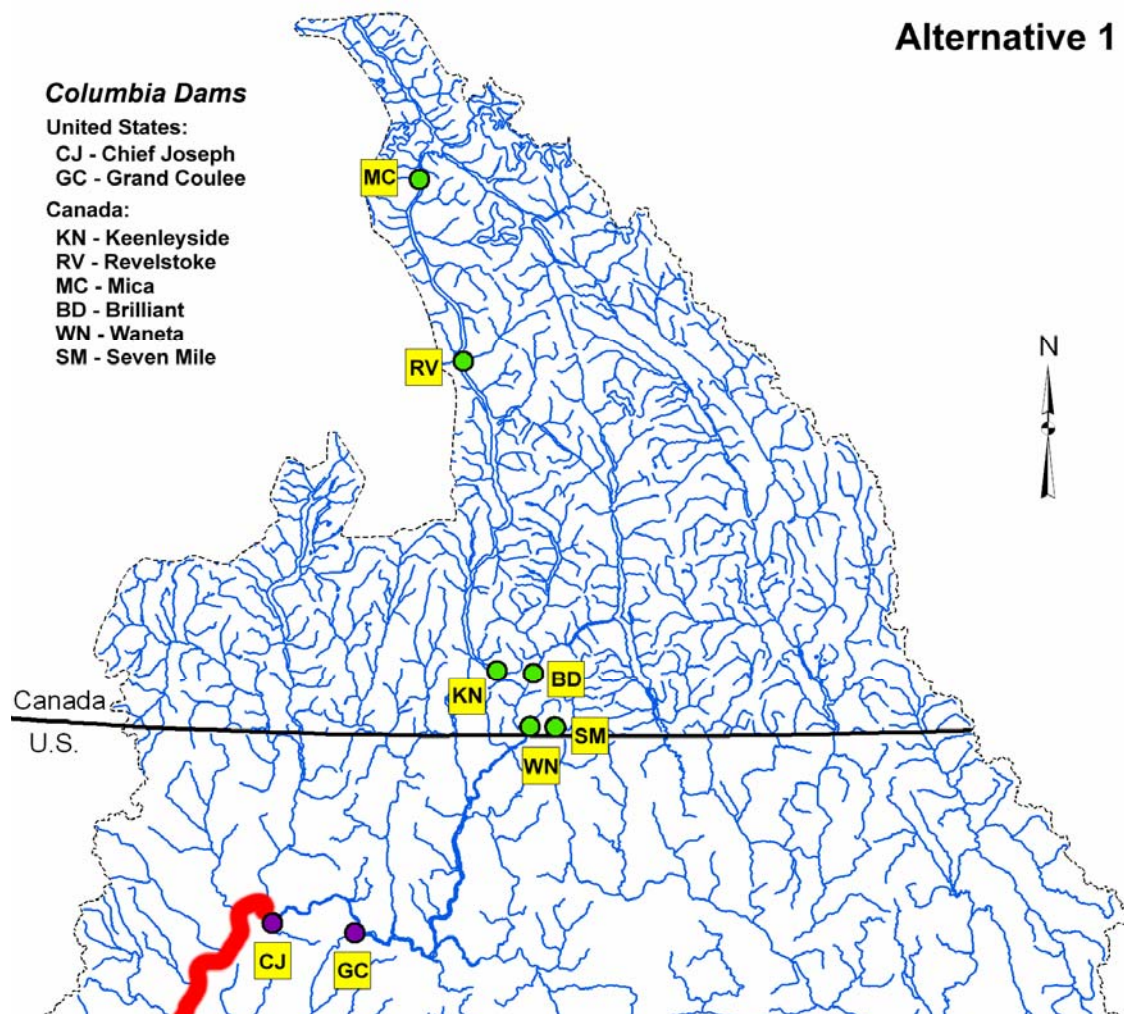 Alternative 1
Columbia Dams
United States:
CJ - Chief Joseph
GC - Grand Coulee
Canada:
KN - Keenleyside
RV - Revelstoke
MC - Mica
BD - Brilliant
WN - Waneta
SM - Seven Mile
MC
RV
N
KN
BD
Canada
U.S.
SM
WN
CJ
GC